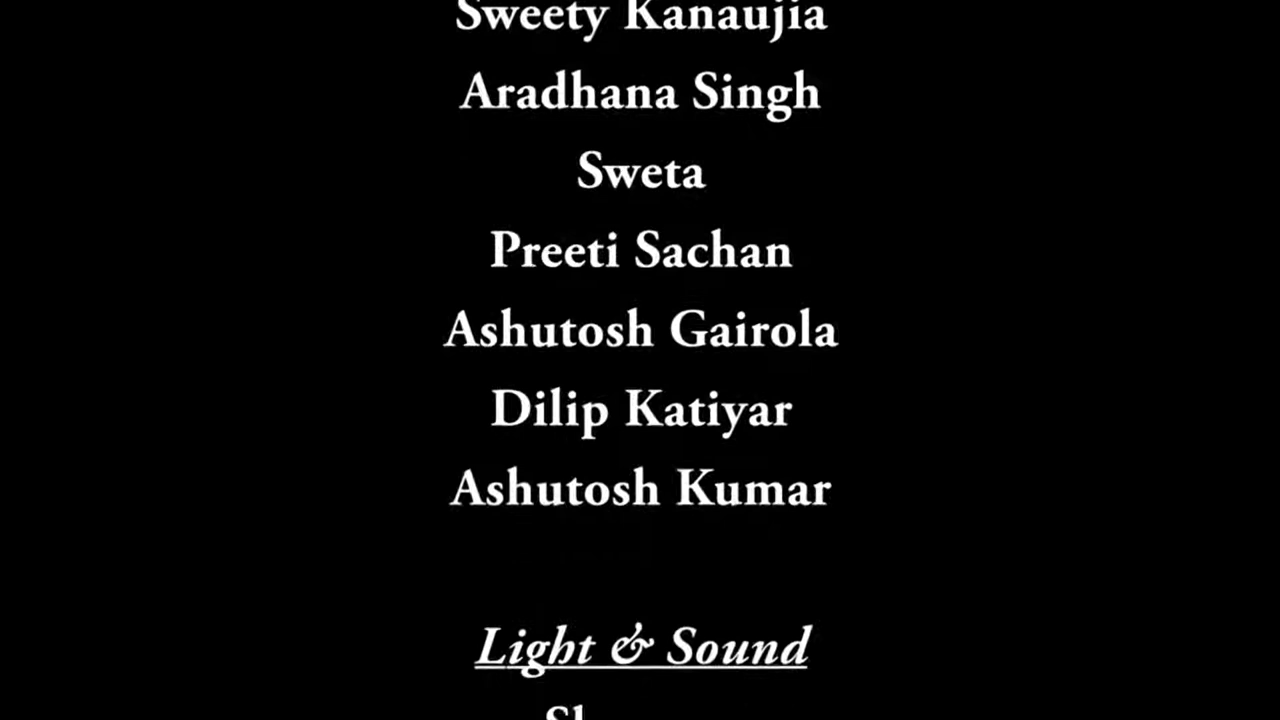 Sweety Kanaujia
Aradhana Singh
Sweta
Preeti Sachan
Ashutosh Gairola
Dilip Katiyar
Ashutosh Kumar
Light & Sound